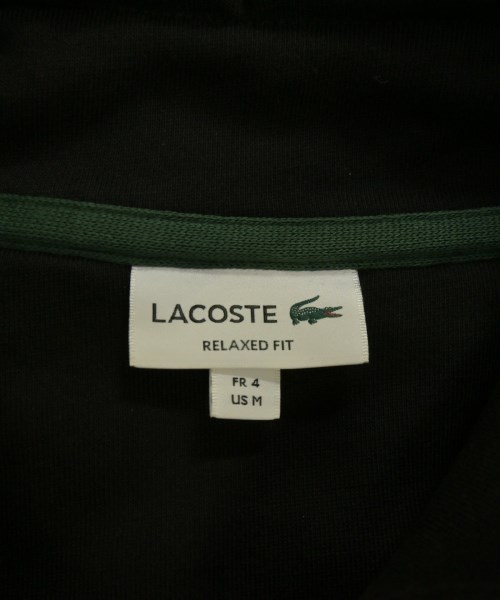 LACOSTE
RELAXED FIT
FR 4
US M